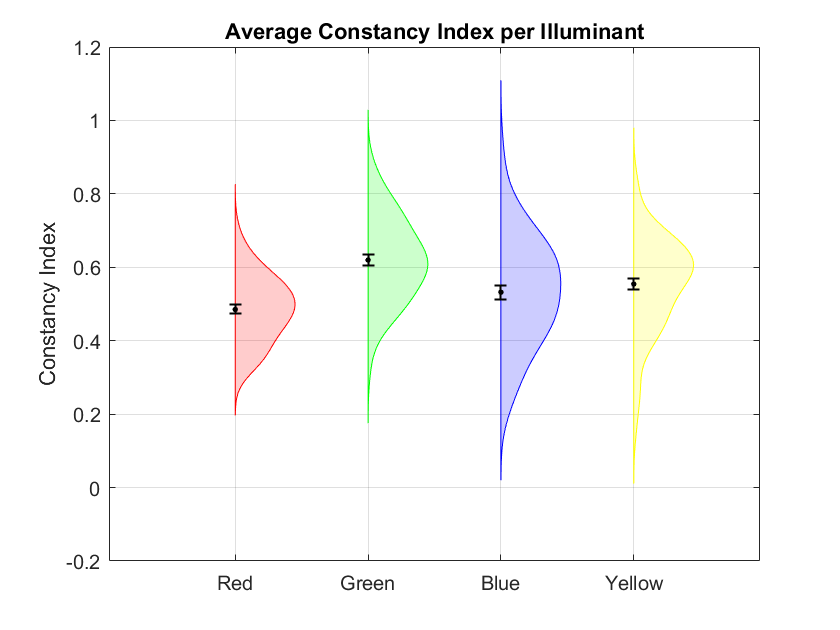 Average Constancy Index per Illuminant
Constancy Index
1.2
1
0.8
0.6
0.4
0.2
0
-0.2
Red
Green
Blue
Yellow